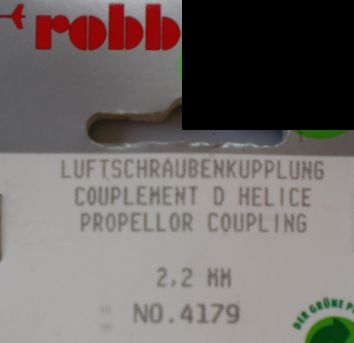 robb
LUFTSCHRAUBENKUPPLUNG
COUPLEMENT D HELICE
PROPELLOR COUPLING
2,2 MM
NO.4179
DER GRÜNE P